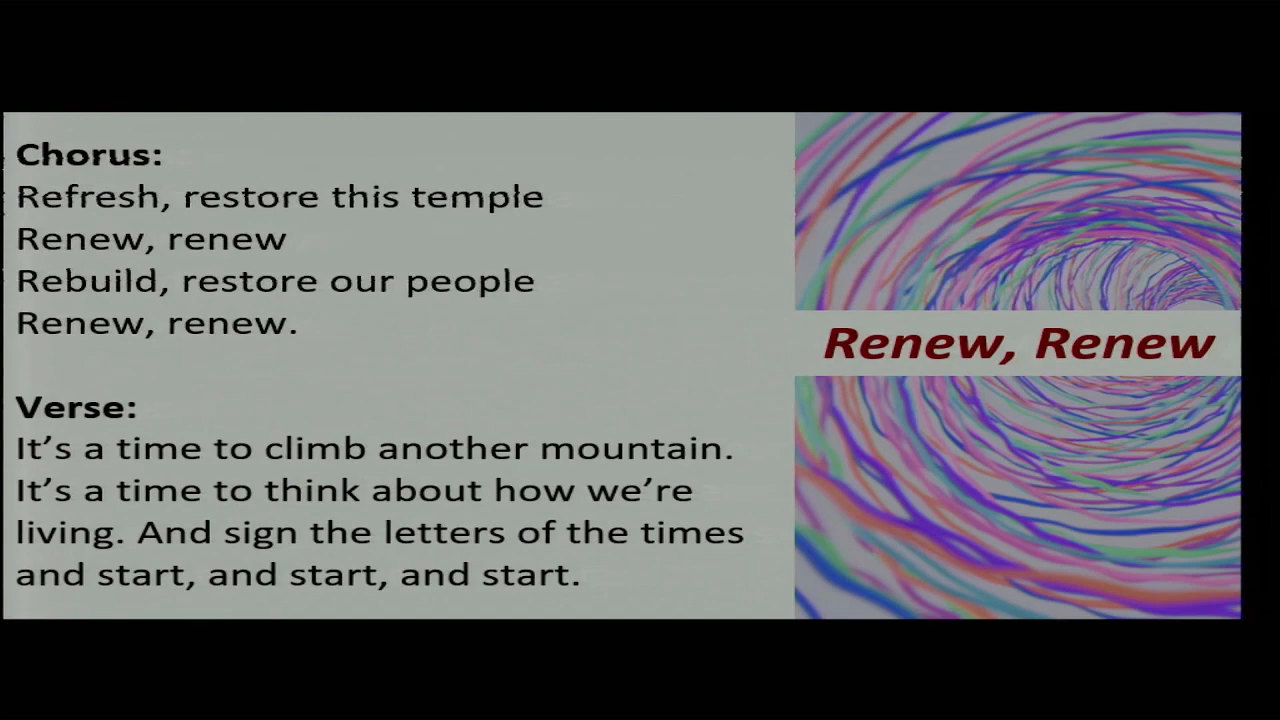 Chorus:
Refresh, restore this temple
Renew, renew
Rebuild, restore our people
Renew, renew.
Verse:
It’s a time to climb another mountain.
It’s a time to think about how we’re
living. And sign the letters of the times
and start, and start, and start.
Renew, Renew